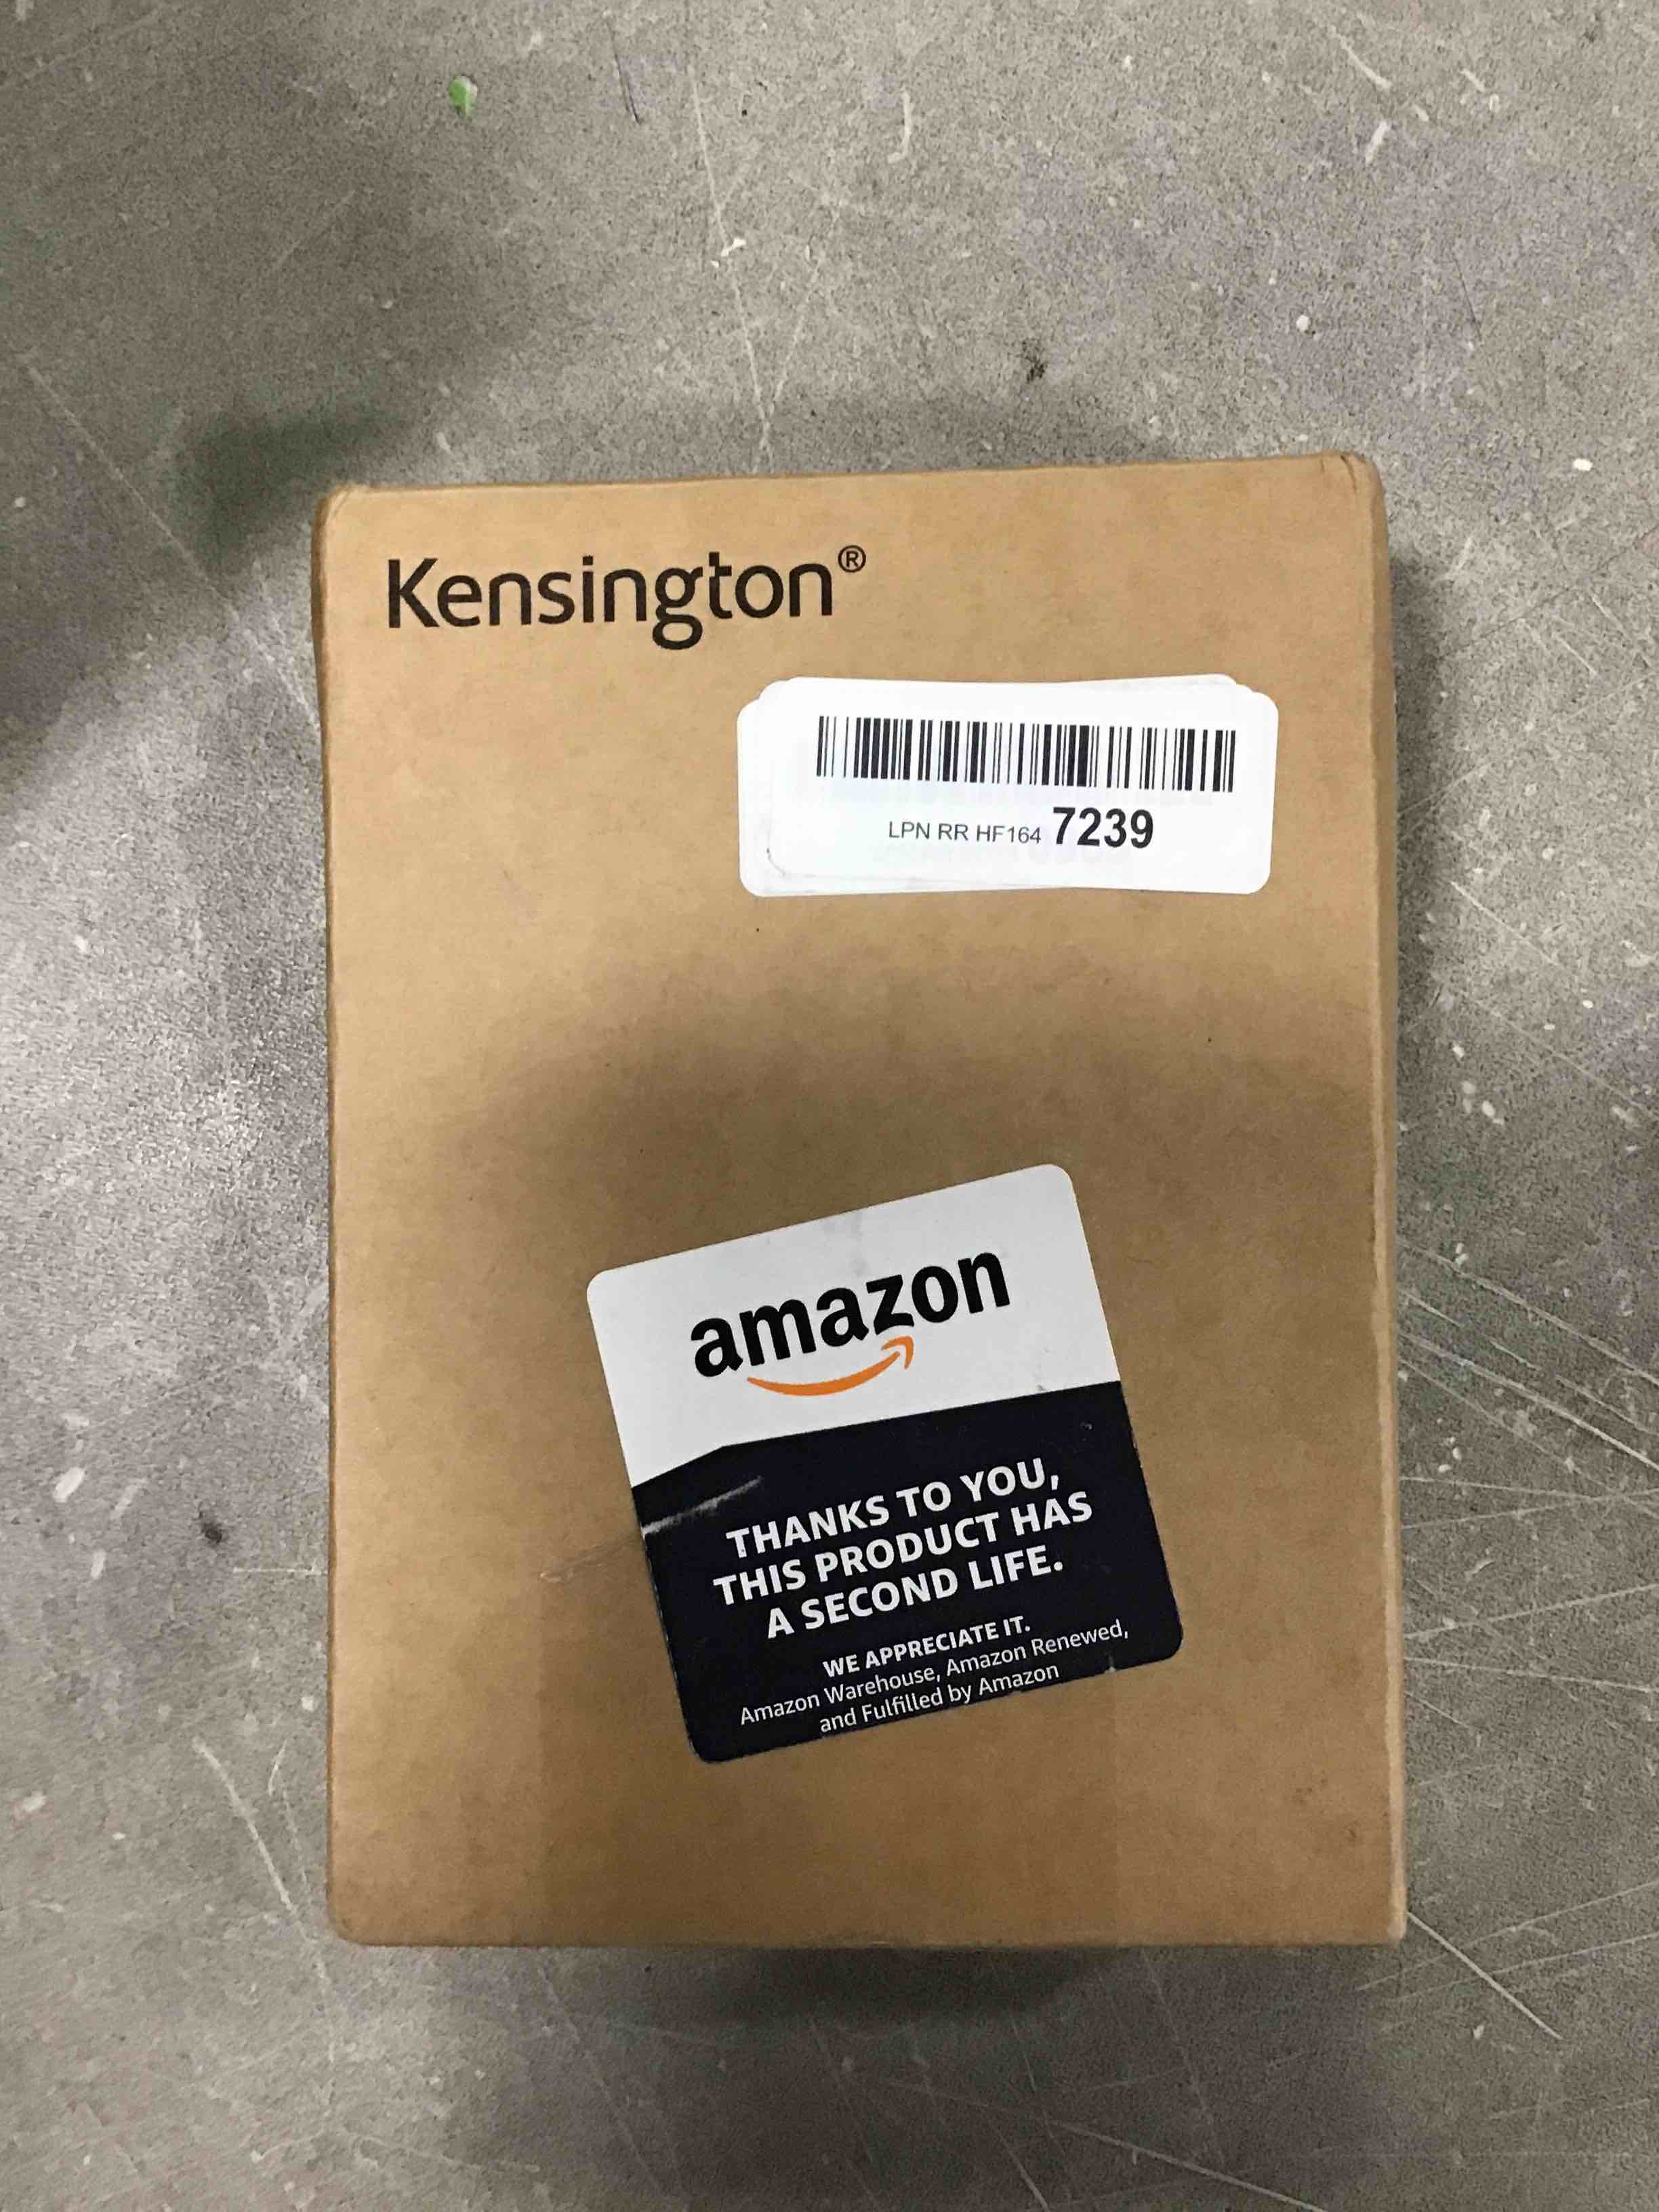 Kensington®
LPN RR HF164 7239
amazon
THANKS TO YOU,
THIS PRODUCT HAS
A SECOND LIFE.
WE APPRECIATE IT.
Amazon Warehouse, Amazon Renewed,
and Fulfilled by Amazon